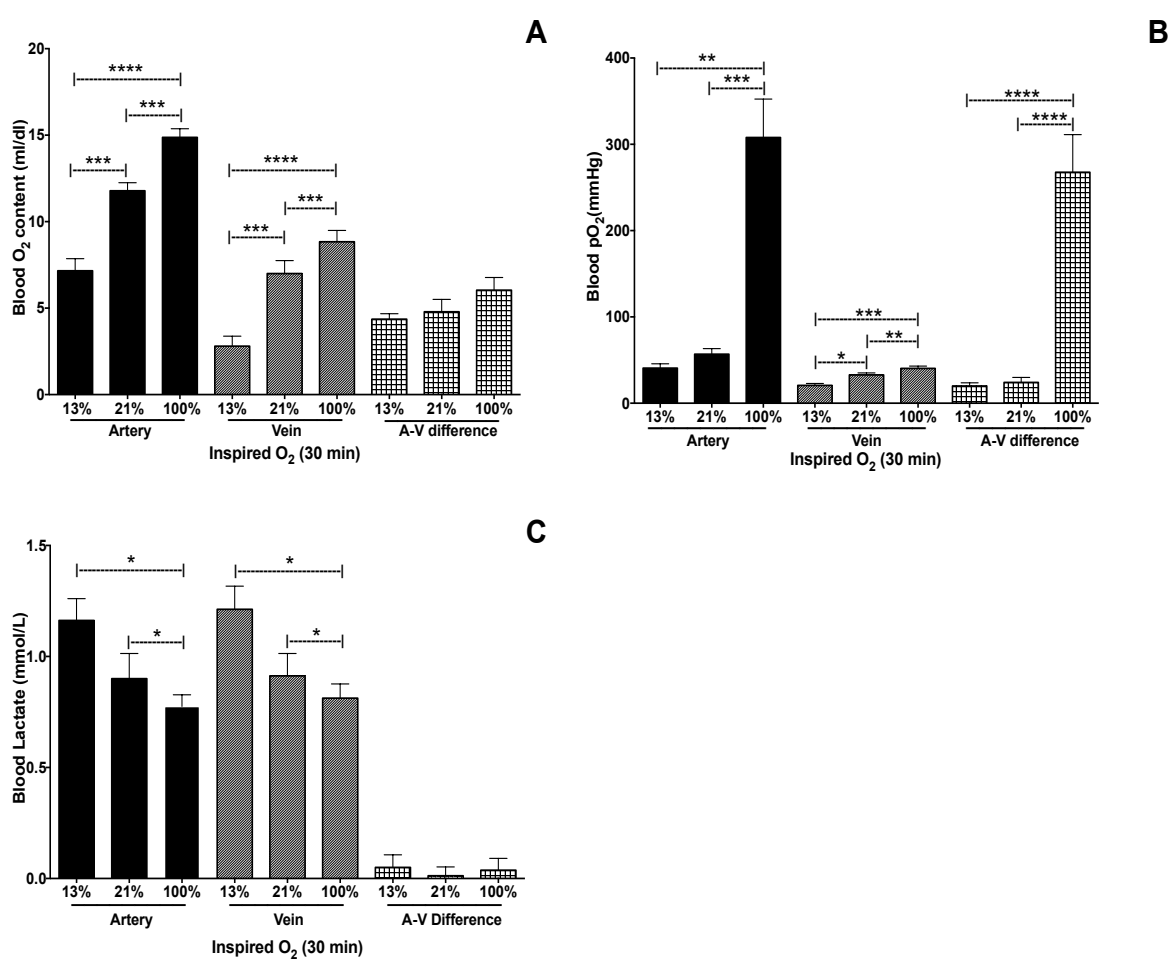 A
Blood O2 content (ml/dl)
20
15
10
5
0
****
***
***
****
***
***
13% 21% 100% 13% 21% 100% 13% 21% 100%
Artery Vein A-V difference
Inspired O2 (30 min)
B
Blood pO2(mmHg)
400
300
200
100
0
**
***
****
****
***
**
*
13% 21% 100% 13% 21% 100% 13% 21% 100%
Artery Vein A-V difference
Inspired O2 (30 min)
C
Blood Lactate (mmol/L)
1.5
1.0
0.5
0.0
*
*
*
*
13% 21% 100% 13% 21% 100% 13% 21% 100%
Artery Vein A-V Difference
Inspired O2 (30 min)